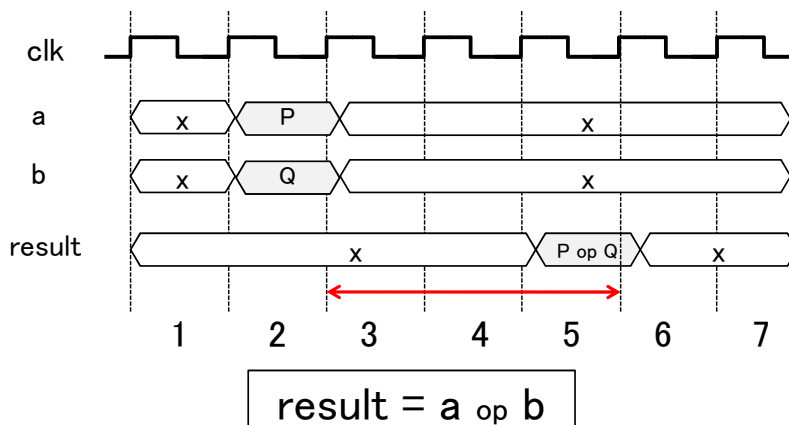 clk
a x P x
b x Q x
result x P op Q x
1 2 3 4 5 6 7
result = a op b